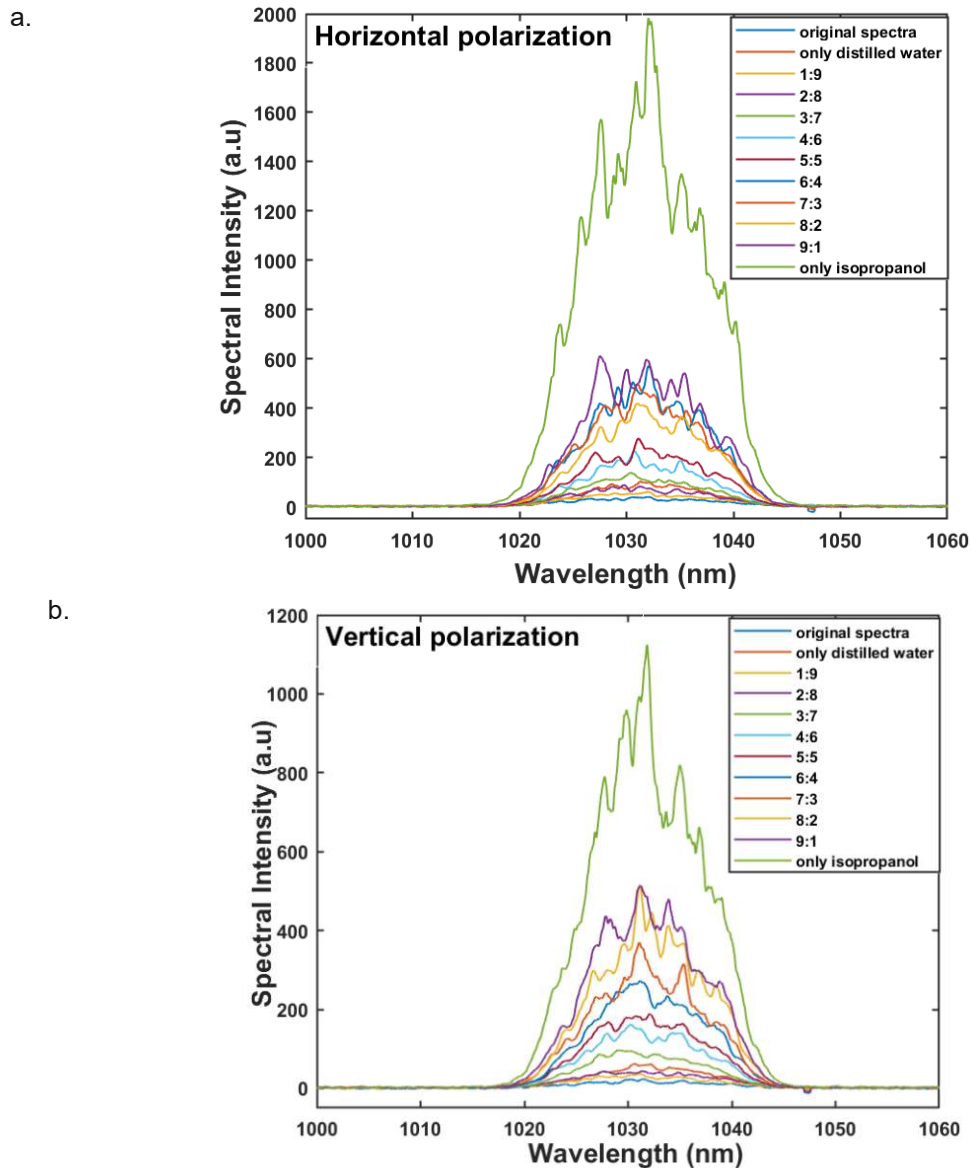 a.
Horizontal polarization
Spectral Intensity (a.u)
2000
1800
1600
1400
1200
1000
800
600
400
200
0
original spectra
only distilled water
1:9
2:8
3:7
4:6
5:5
6:4
7:3
8:2
9:1
only isopropanol
1000 1010 1020 1030 1040 1050 1060
Wavelength (nm)
b.
Vertical polarization
Spectral Intensity (a.u)
1200
1000
800
600
400
200
0
original spectra
only distilled water
1:9
2:8
3:7
4:6
5:5
6:4
7:3
8:2
9:1
only isopropanol
1000 1010 1020 1030 1040 1050 1060
Wavelength (nm)